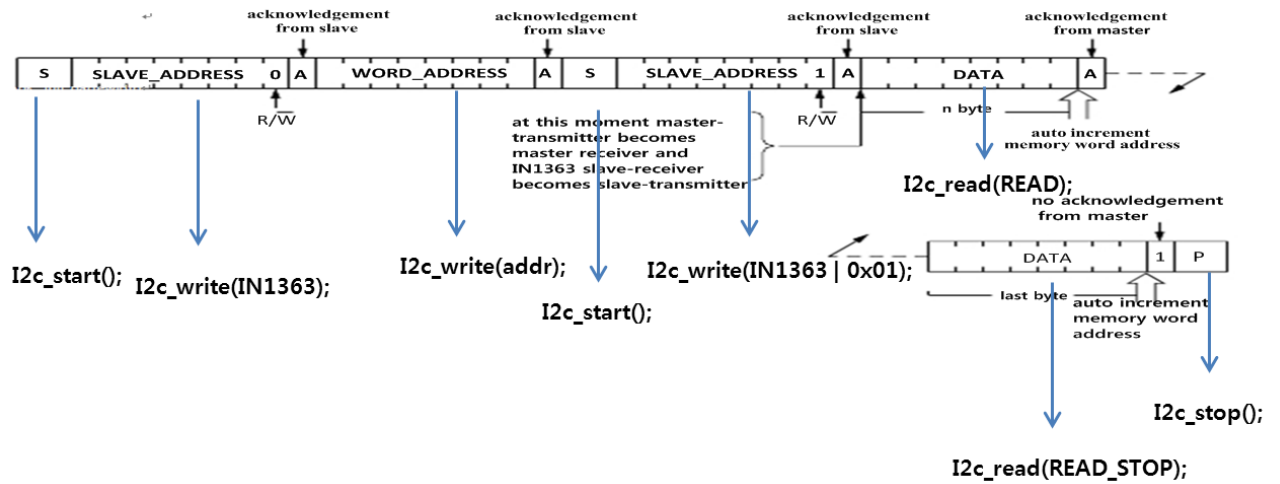 acknowledgement
from slave
acknowledgement
from slave
acknowledgement
from slave
acknowledgement
from master
S
SLAVE_ADDRESS
0
A
WORD_ADDRESS
A
S
SLAVE_ADDRESS
1
A
DATA
A
R/W̅
R/W̅
n byte
at this moment master-
transmitter becomes
master receiver and
IN1363 slave-receiver
becomes slave-transmitter
auto increment
memory word address
I2c_read(READ);
no acknowledgement
from master
I2c_start();
I2c_write(IN1363);
I2c_write(addr);
I2c_start();
I2c_write(IN1363 | 0x01);
DATA
1
P
last byte
auto increment
memory word
address
I2c_stop();
I2c_read(READ_STOP);